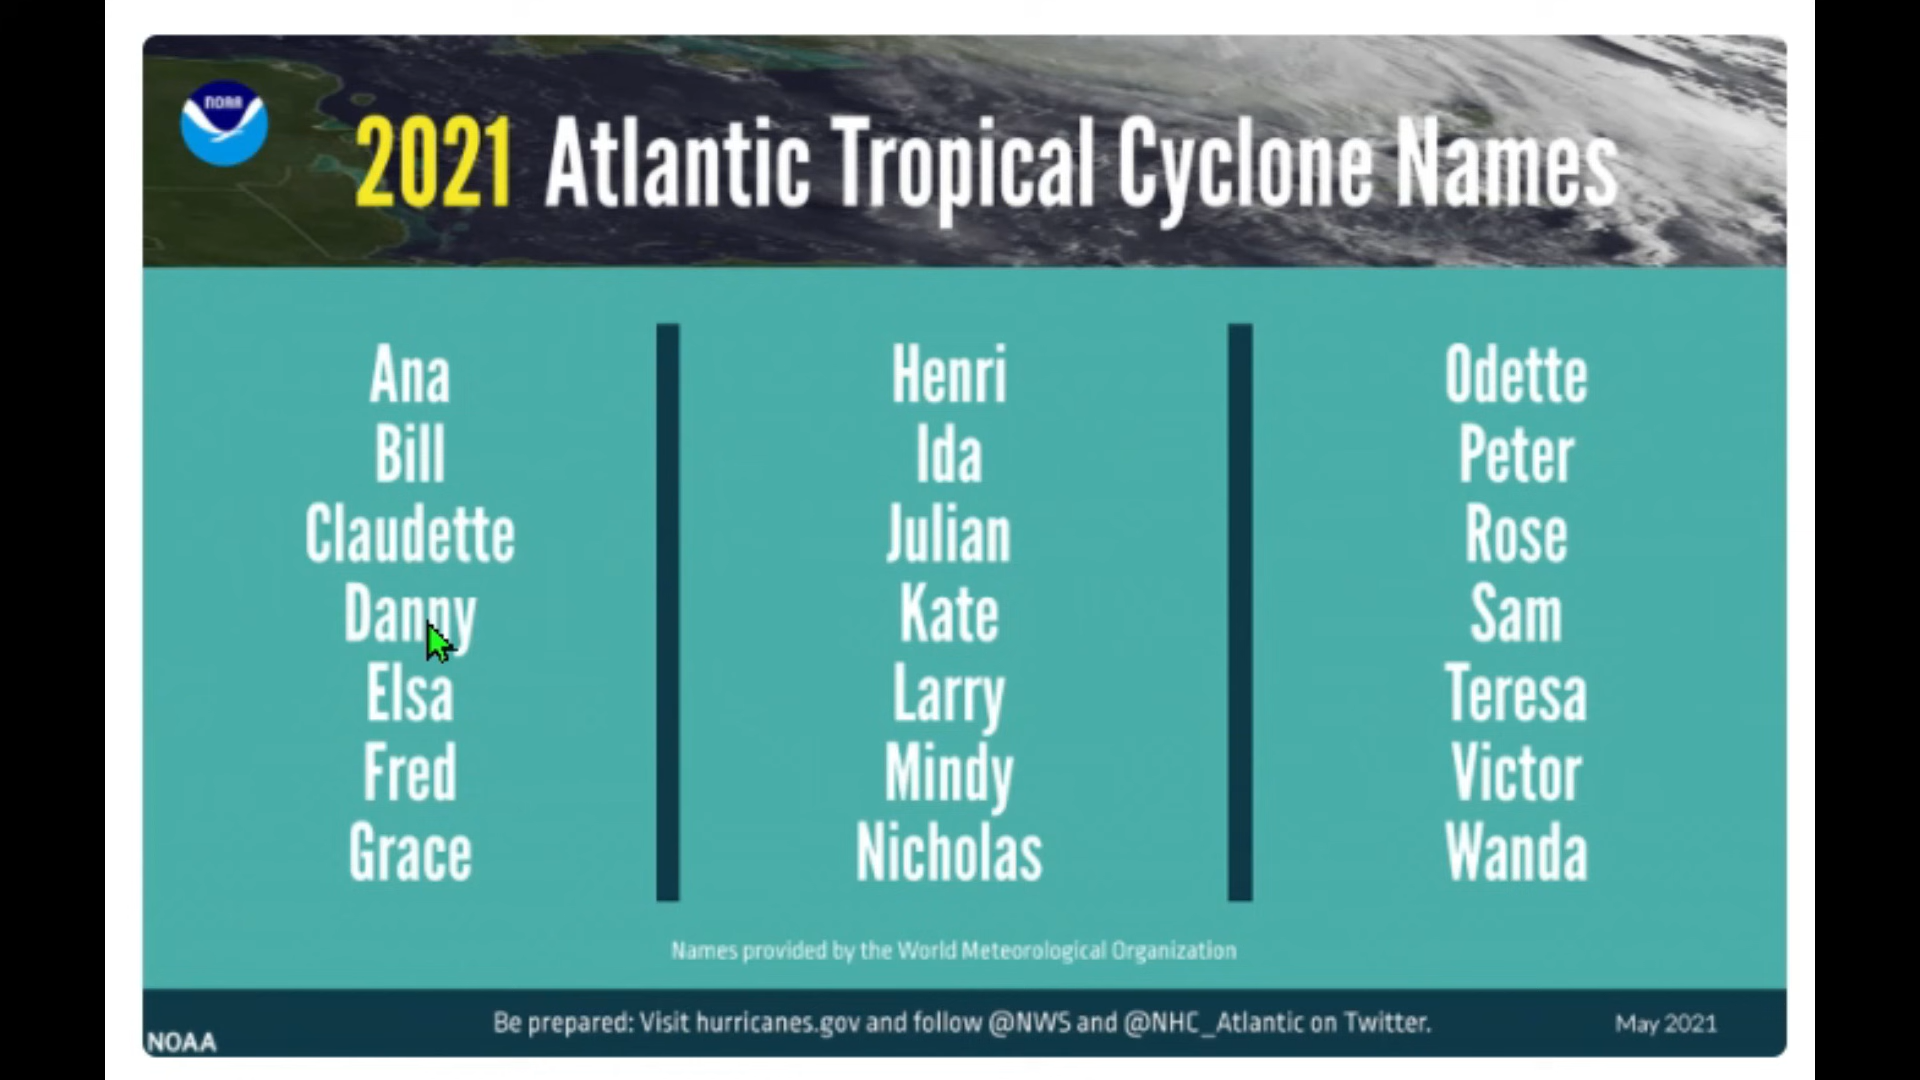 NOAA
2021 Atlantic Tropical Cyclone Names
Ana
Bill
Claudette
Danny
Elsa
Fred
Grace
Henri
Ida
Julian
Kate
Larry
Mindy
Nicholas
Odette
Peter
Rose
Sam
Teresa
Victor
Wanda
Names provided by the World Meteorological Organization
NOAA
Be prepared: Visit hurricanes.gov and follow @NWS and @NHC_Atlantic on Twitter.
May 2021